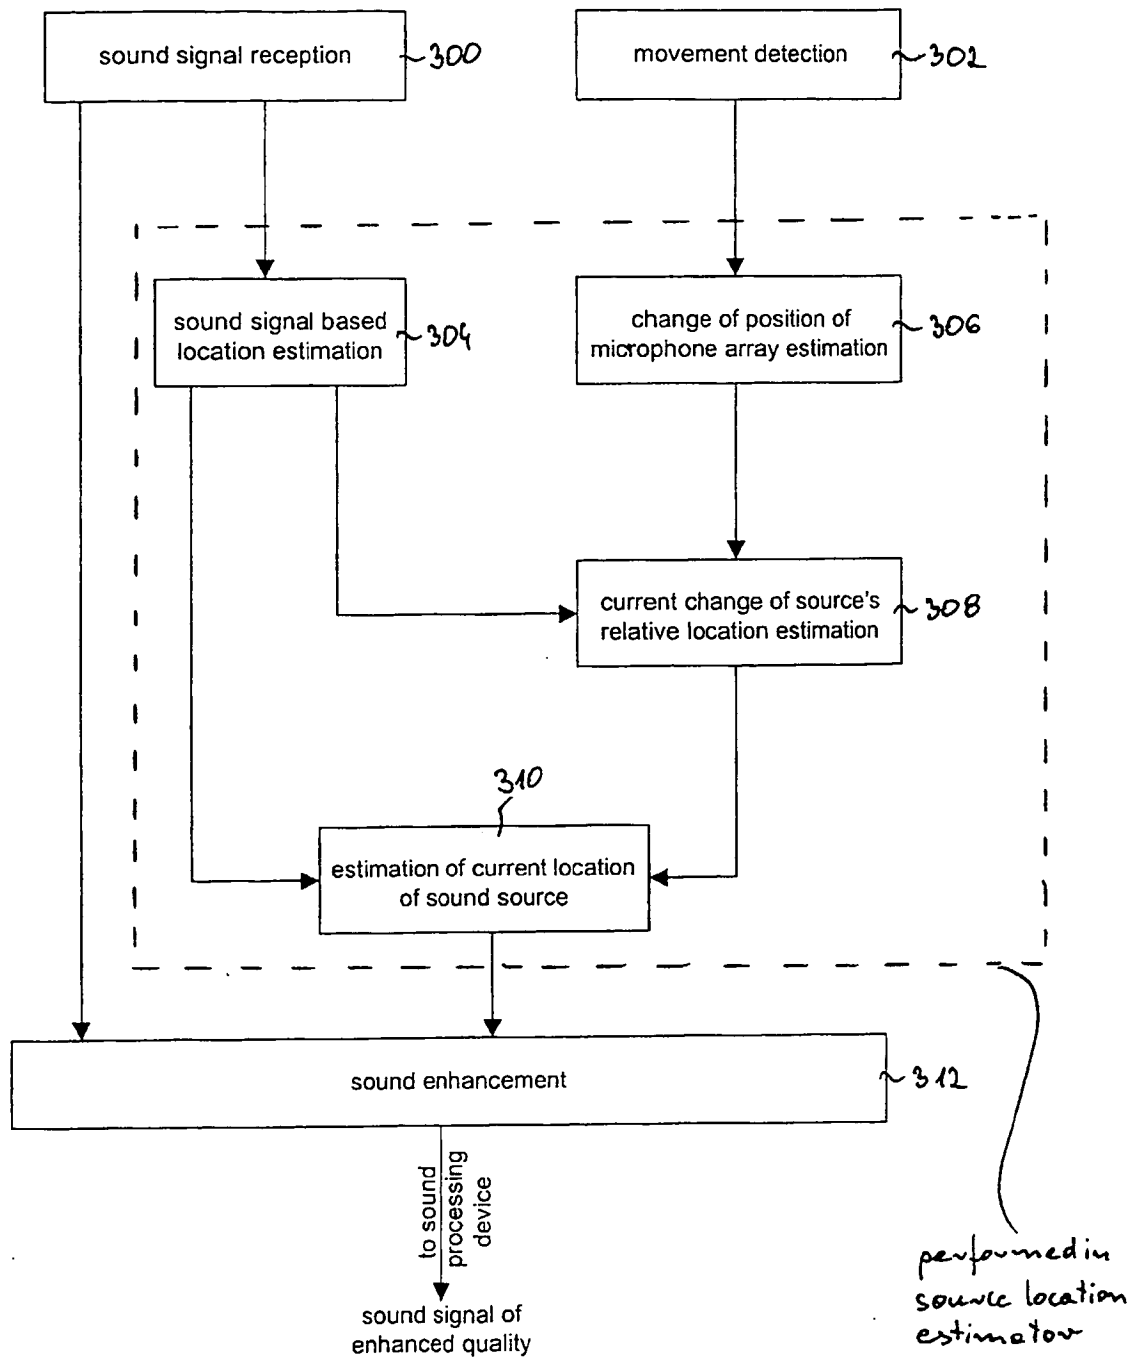 sound signal reception
300
movement detection
302
sound signal based
location estimation
304
change of position of
microphone array estimation
306
current change of source's
relative location estimation
308
310
estimation of current location
of sound source
sound enhancement
312
to sound
processing
device
sound signal of
enhanced quality
performed in
source location
estimator